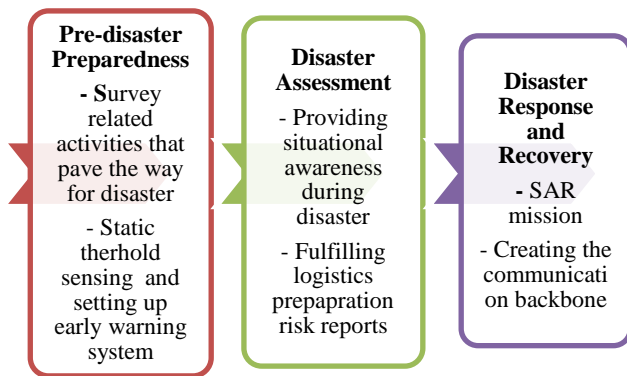 Pre-disaster
Preparedness
- Survey
related
activities that
pave the way
for disaster
- Static
therhold
sensing and
setting up
early warning
system
Disaster
Assessment
- Providing
situational
awareness
during
disaster
- Fulfilling
logistics
prepapration
risk reports
Disaster
Response
and
Recovery
- SAR
mission
- Creating the
communicati
on backbone